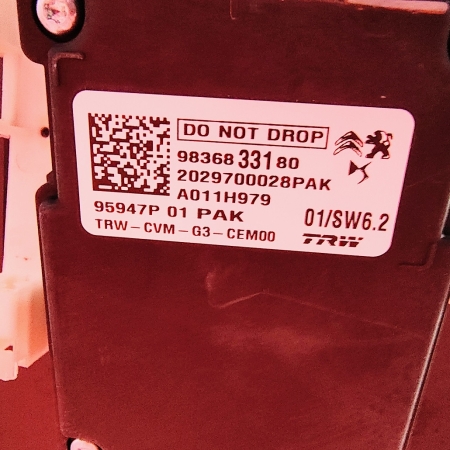 DO NOT DROP
98368 331 80
2029700028PAK
A011H979
95947P 01 PAK
01/SW6.2
TRW-CVM-G3-CEM00
TRW